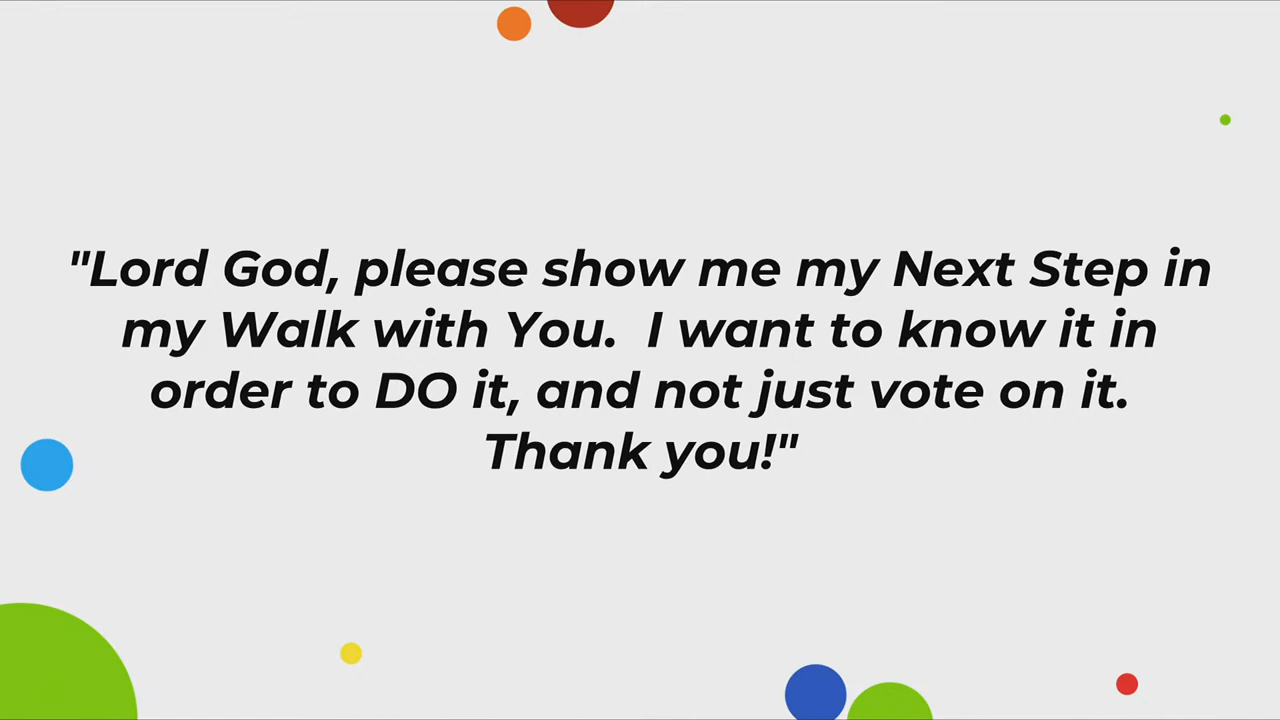 "Lord God, please show me my Next Step in
my Walk with You.  I want to know it in
order to DO it, and not just vote on it.
Thank you!"